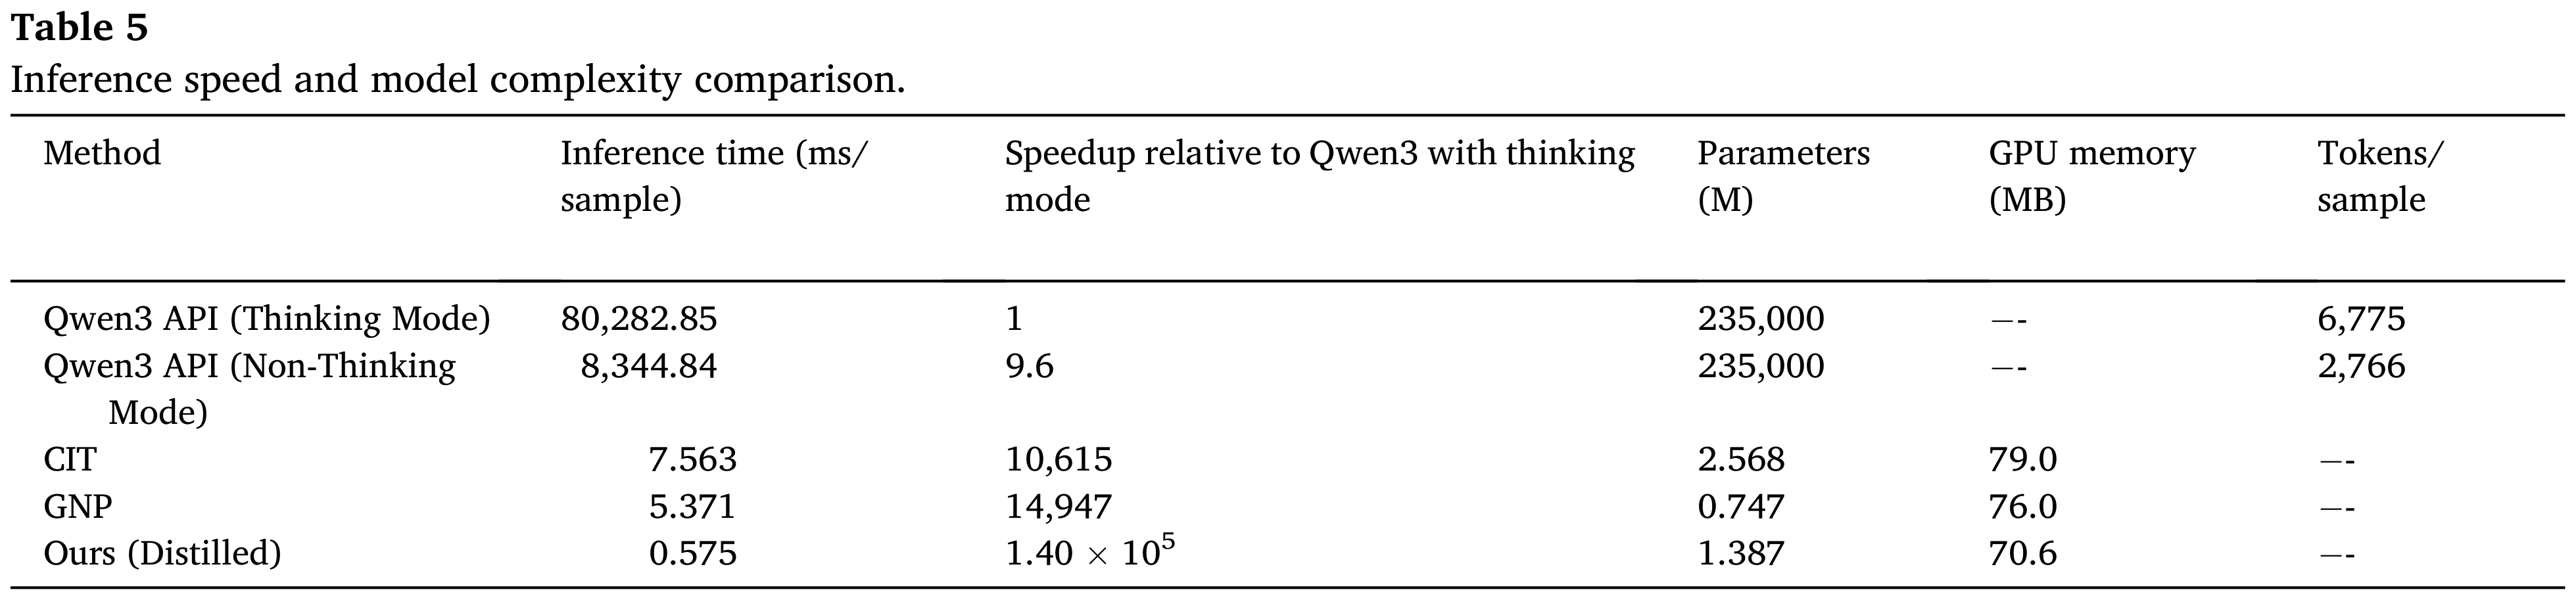 Table 5
Inference speed and model complexity comparison.
Method Inference time (ms/ Speedup relative to Qwen3 with thinking Parameters GPU memory Tokens/
sample) mode (M) (MB) sample
Qwen3 API (Thinking Mode) 80,282.85 1 235,000 —- 6,775
Qwen3 API (Non-Thinking 8,344.84 9.6 235,000 —- 2,766
Mode)
CIT 7.563 10,615 2.568 79.0 —-
GNP 5.371 14,947 0.747 76.0 —-
Ours (Distilled) 0.575 1.40 × 10⁵ 1.387 70.6 —-